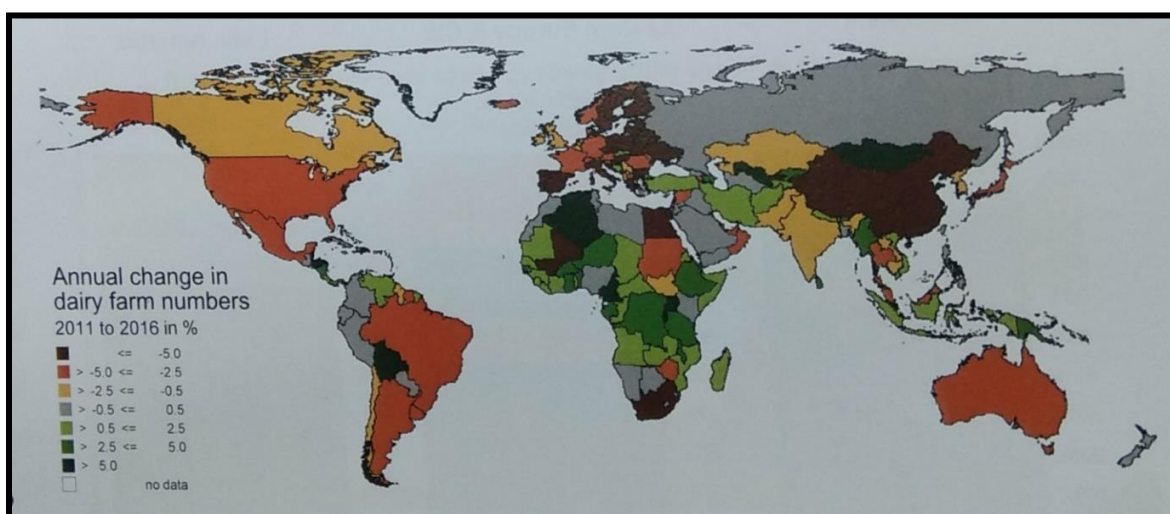 Annual change in
dairy farm numbers
2011 to 2016 in %
<= -5.0
> -5.0 <= -2.5
> -2.5 <= -0.5
> -0.5 <= 0.5
> 0.5 <= 2.5
> 2.5 <= 5.0
> 5.0
no data